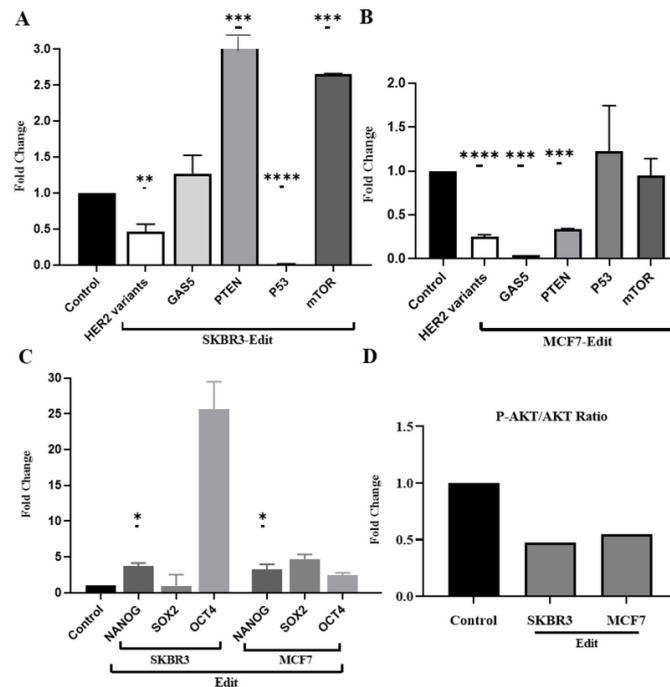 A
Fold Change
3.0
2.5
2.0
1.5
1.0
0.5
0.0
**
***
****
***
Control
HER2 variants
GAS5
PTEN
P53
mTOR
SKBR3-Edit
B
Fold Change
2.0
1.5
1.0
0.5
0.0
****
***
***
Control
HER2 variants
GAS5
PTEN
P53
mTOR
MCF7-Edit
C
Fold Change
30
25
20
15
10
5
0
*
*
Control
NANOG
SOX2
OCT4
NANOG
SOX2
OCT4
SKBR3
MCF7
Edit
D
P-AKT/AKT Ratio
Fold Change
1.5
1.0
0.5
0.0
Control
SKBR3
MCF7
Edit